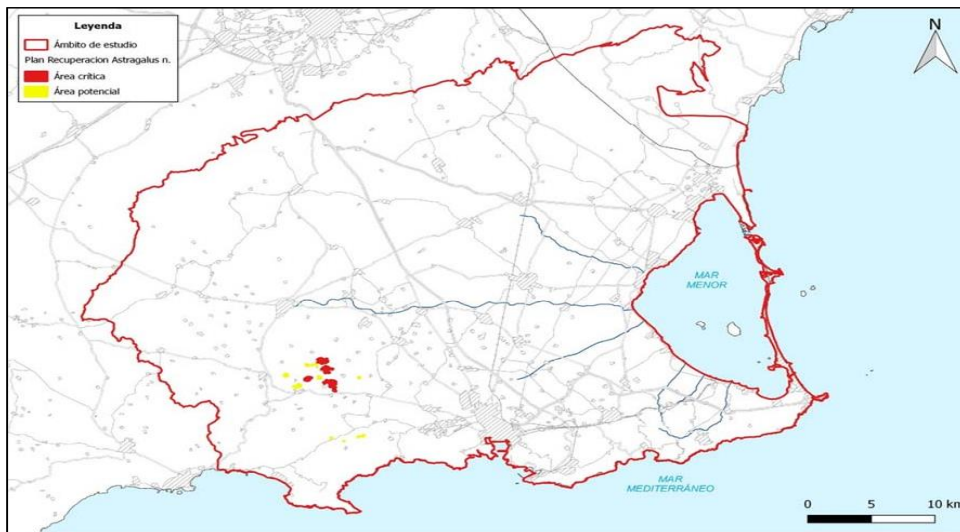 Leyenda
Ámbito de estudio
Plan Recuperacion Astragalus n.
Área crítica
Área potencial
N
MAR
MENOR
MAR
MEDITERRÁNEO
0 5 10 km